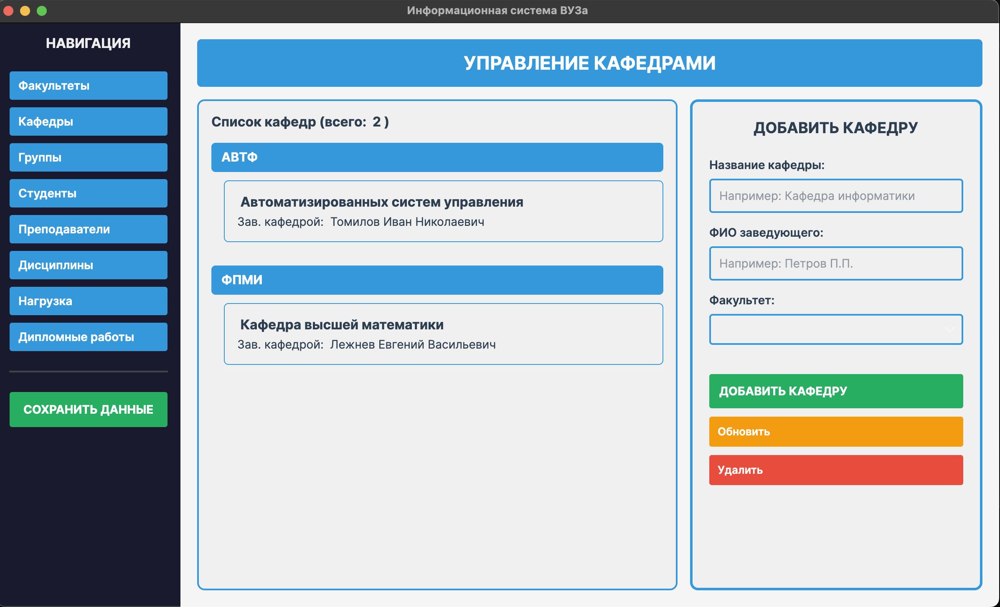 Информационная система ВУЗа
НАВИГАЦИЯ
Факультеты
Кафедры
Группы
Студенты
Преподаватели
Дисциплины
Нагрузка
Дипломные работы
СОХРАНИТЬ ДАННЫЕ
УПРАВЛЕНИЕ КАФЕДРАМИ
Список кафедр (всего: 2 )
АВТФ
Автоматизированных систем управления
Зав. кафедрой: Томилов Иван Николаевич
ФПМИ
Кафедра высшей математики
Зав. кафедрой: Лежнев Евгений Васильевич
ДОБАВИТЬ КАФЕДРУ
Название кафедры:
Например: Кафедра информатики
ФИО заведующего:
Например: Петров П.П.
Факультет:
ДОБАВИТЬ КАФЕДРУ
Обновить
Удалить